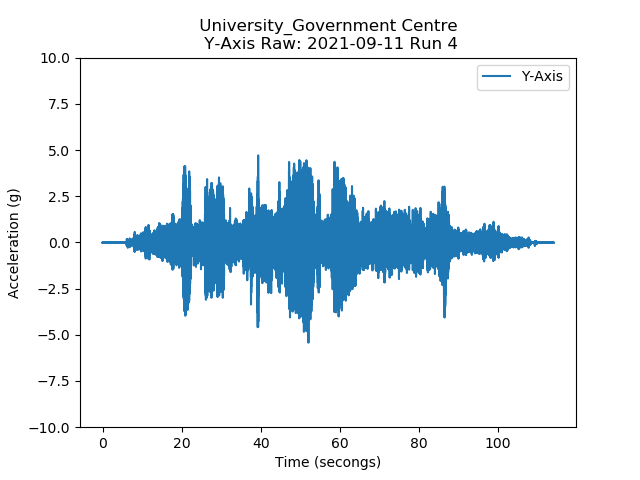 University_Government Centre
Y-Axis Raw: 2021-09-11 Run 4
Y-Axis
10.0
7.5
5.0
2.5
0.0
−2.5
−5.0
−7.5
−10.0
Acceleration (g)
0 20 40 60 80 100
Time (secongs)